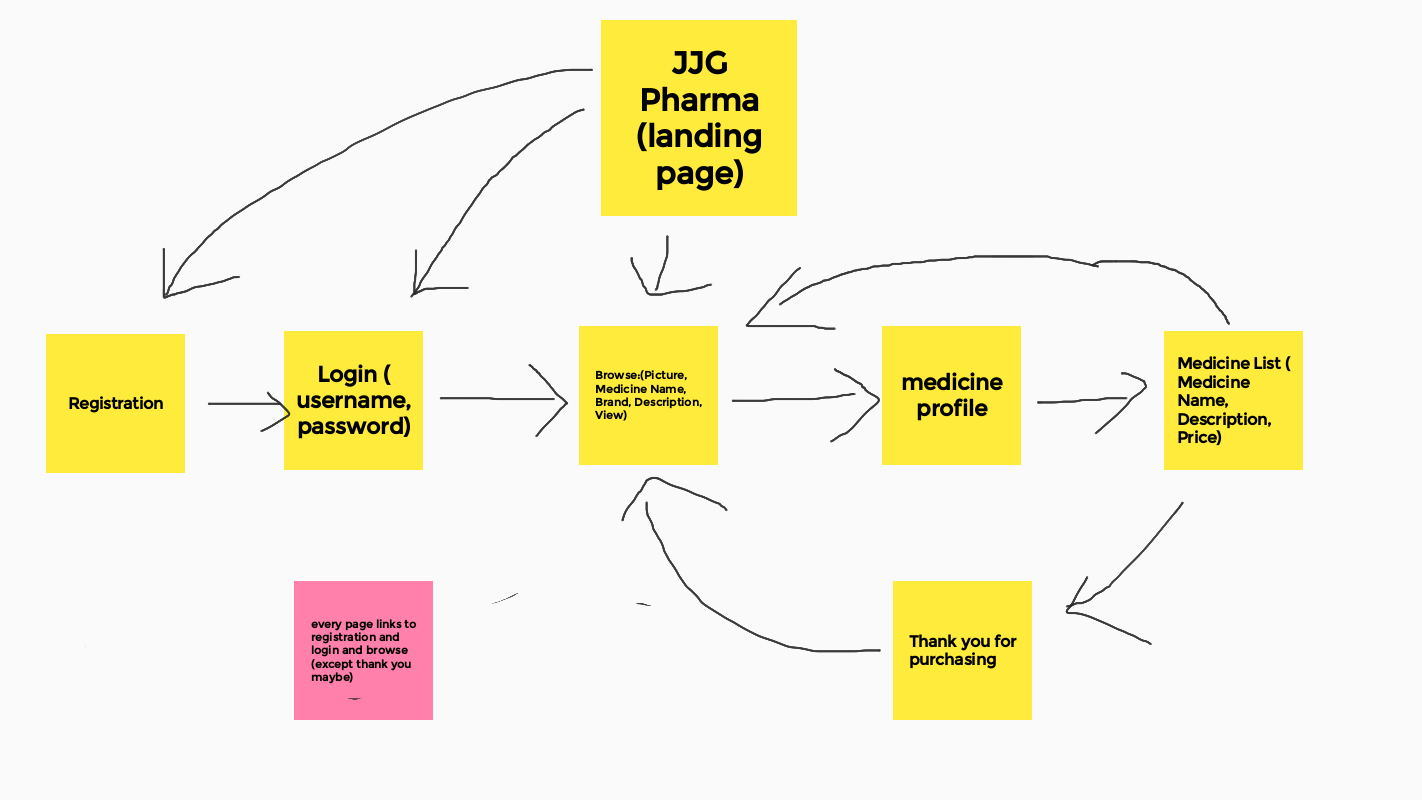 JJG
Pharma
(landing
page)
Registration
Login (
username,
password)
Browse:(Picture,
Medicine Name,
Brand, Description,
View)
medicine
profile
Medicine List (
Medicine
Name,
Description,
Price)
every page links to
registration and
login and browse
(except thank you
maybe)
Thank you for
purchasing